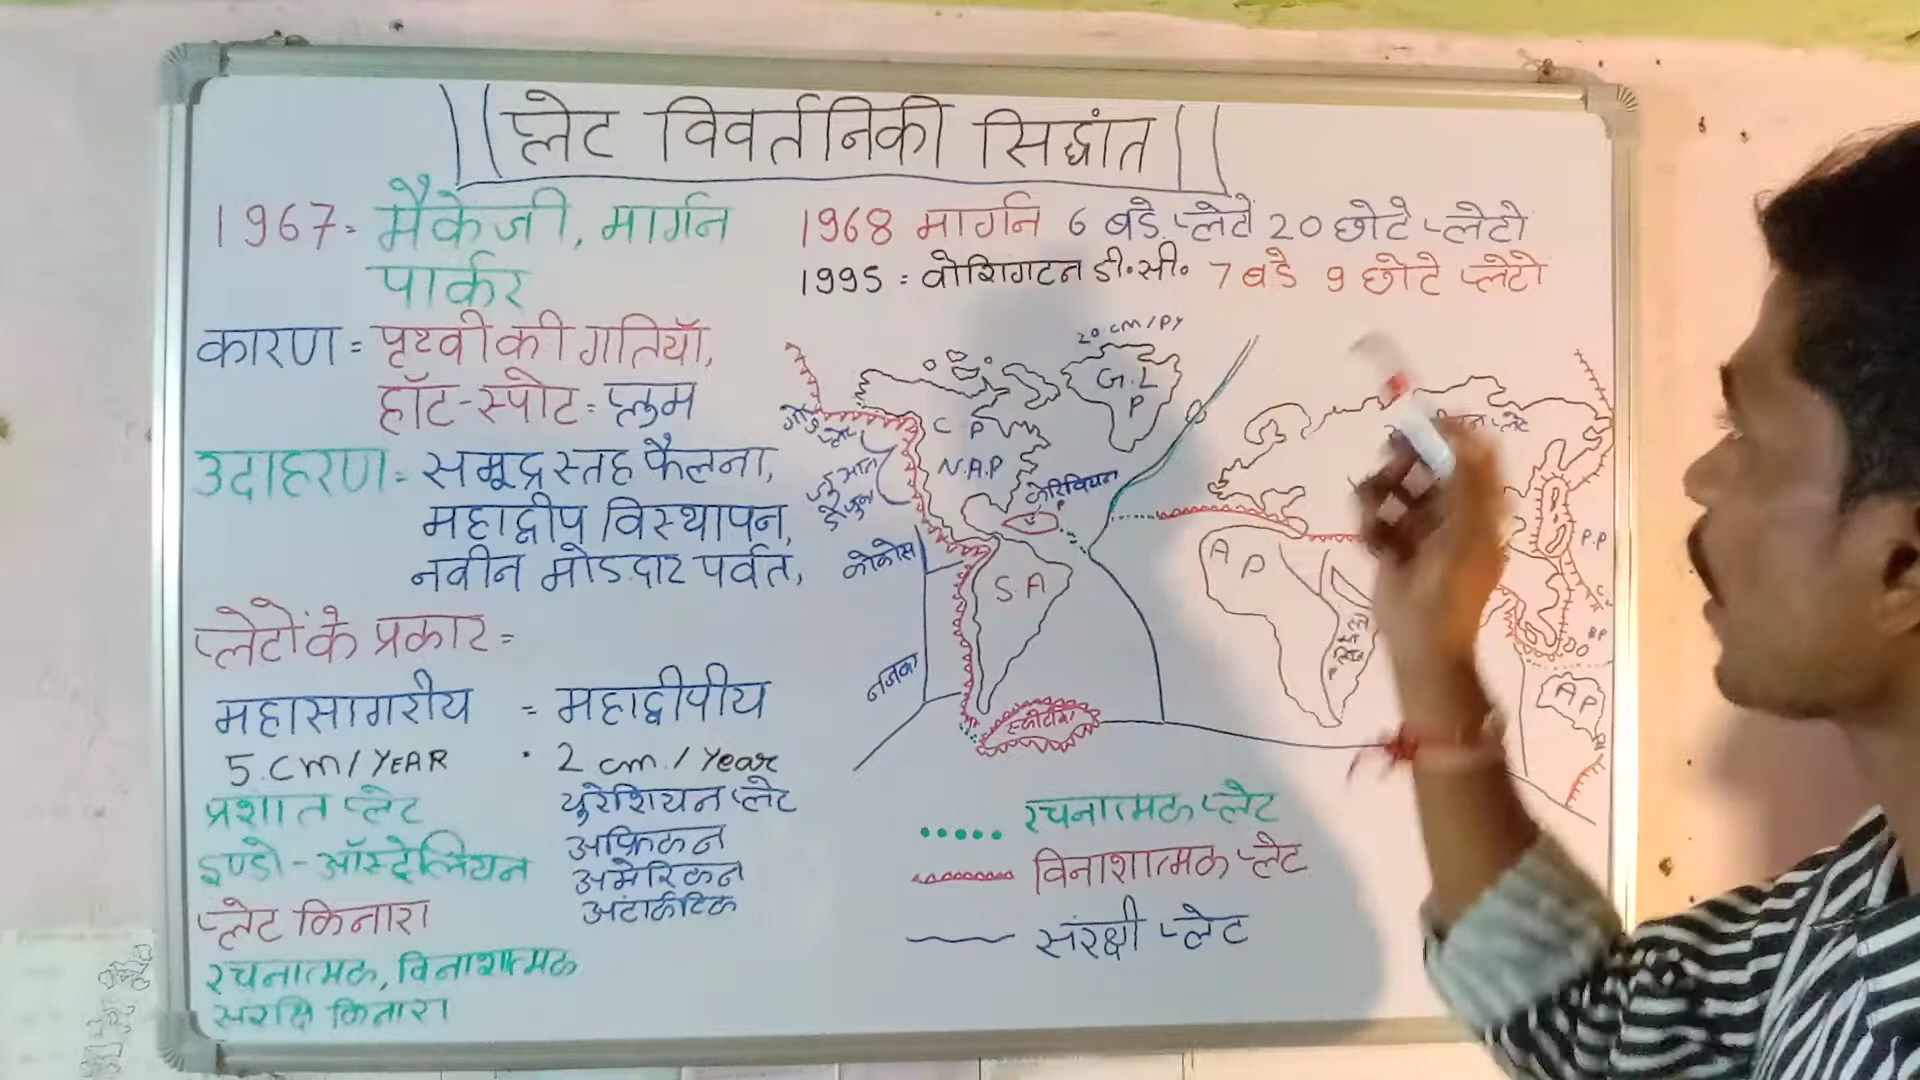 प्लेट विवर्तनिकी सिद्धांत
1967 = मैकेंजी, मार्गन
पार्कर
1968 मार्गन 6 बडे प्लेटें 20 छोटे प्लेटो
1995 = वोशिगटन डी॰सी॰ 7 बडे 9 छोटे प्लेटो
कारण = पृथ्वी की गतियाँ,
हॉट-स्पोट = प्लुम
उदाहरण = समुद्र स्तह फैलना,
महाद्वीप विस्थापन,
नवीन मोडदार पर्वत,
प्लेटों के प्रकार =
महासागरीय = महाद्वीपीय
5.cm/YEAR · 2 cm./Year
प्रशात प्लेट
इण्डो-ऑस्ट्रेलियन
यूरेशियन प्लेट
अफ्रिकन
अमेरिकन
अंटार्कटिक
प्लेट किनारा
रचनात्मक, विनाशात्मक
संरक्षि किनारा
20 cm/PY
G.L
P
C P
N.A.P
केरिबियन
P
कोकोस
S A
नजका
स्कोटिया
A P
P.P
A P
रचनात्मक प्लेट
विनाशात्मक प्लेट
संरक्षी प्लेट